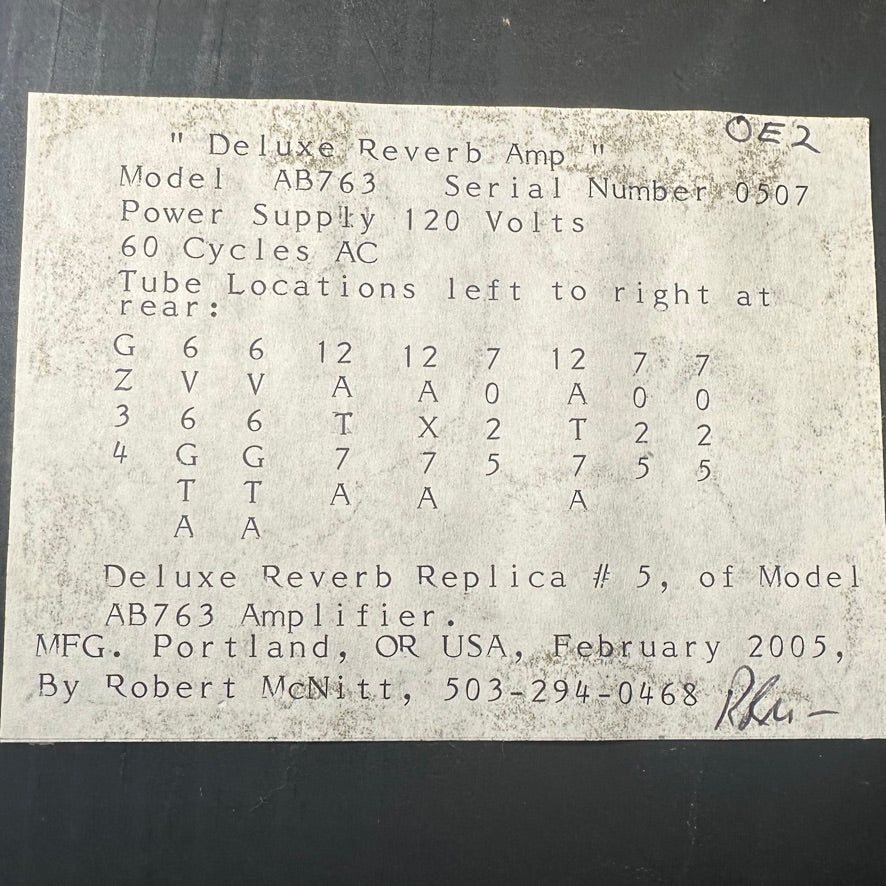 OE2
" Deluxe Reverb Amp "
Model AB763 Serial Number 0507
Power Supply 120 Volts
60 Cycles AC
Tube Locations left to right at
rear:
G 6 6 12 12 7 12 7 7
Z V V A A 0 A 0 0
3 6 6 T X 2 T 2 2
4 G G 7 7 5 7 5 5
T T A A A
A A
Deluxe Reverb Replica # 5, of Model
AB763 Amplifier.
MFG. Portland, OR USA, February 2005,
By Robert McNitt, 503-294-0468